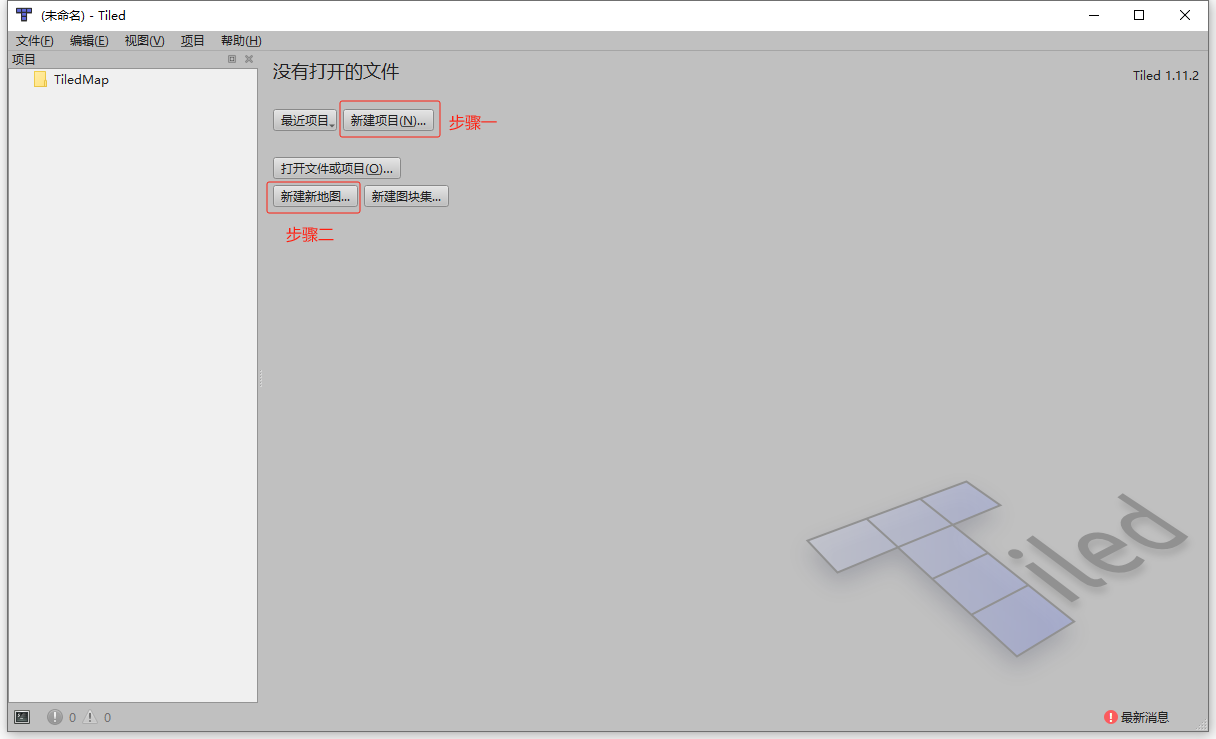 (未命名) - Tiled
文件(F) 编辑(E) 视图(V) 项目 帮助(H)
项目
TiledMap
没有打开的文件
Tiled 1.11.2
最近项目 新建项目(N)... 步骤一
打开文件或项目(O)...
新建新地图... 新建图块集...
步骤二
Tiled
0 0 最新消息